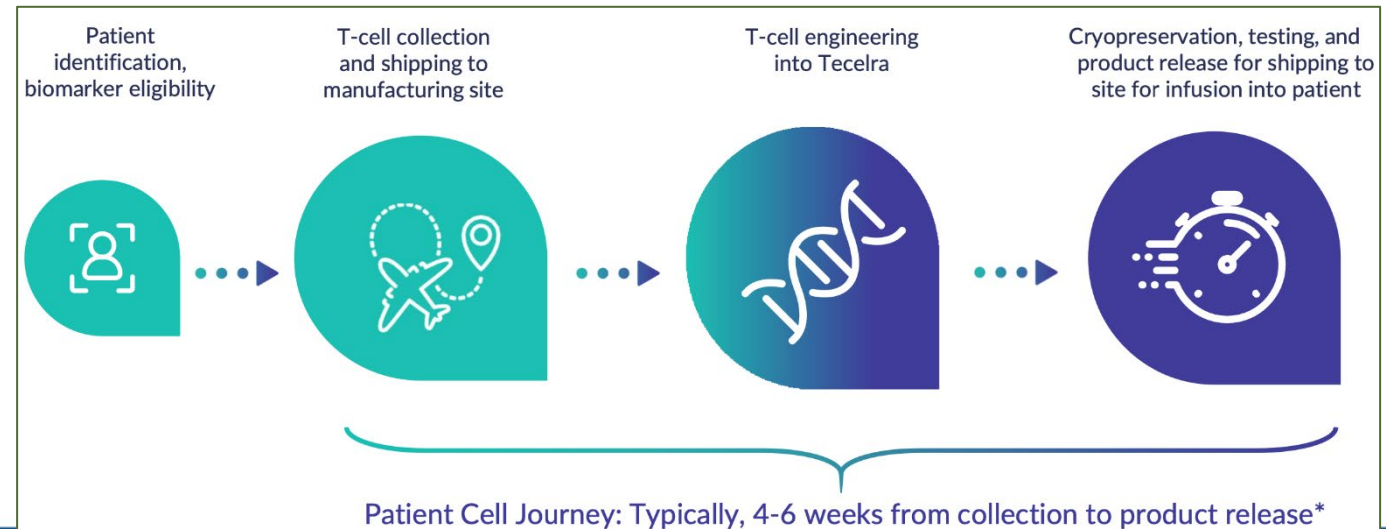 Patient
identification,
biomarker eligibility
T-cell collection
and shipping to
manufacturing site
T-cell engineering
into Tecelra
Cryopreservation, testing, and
product release for shipping to
site for infusion into patient
Patient Cell Journey: Typically, 4-6 weeks from collection to product release*